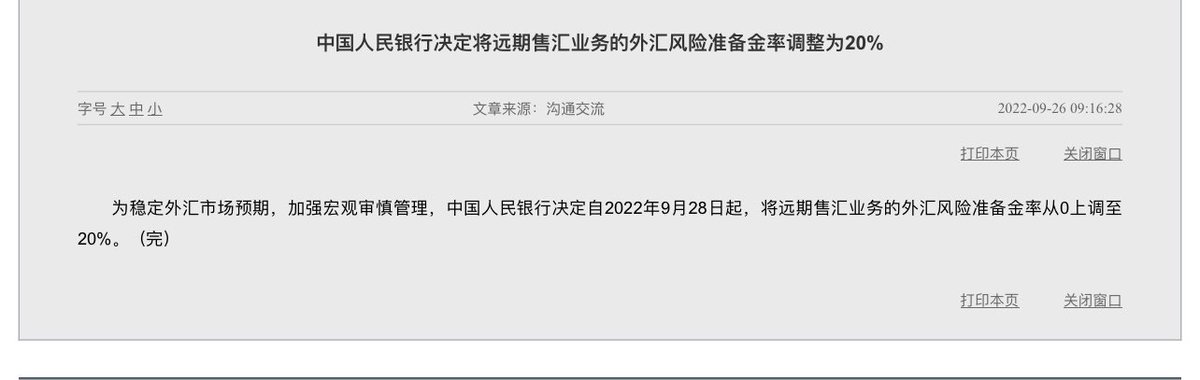 中国人民银行决定将远期售汇业务的外汇风险准备金率调整为20%
字号 大 中 小 文章来源：沟通交流 2022-09-26 09:16:28
打印本页 关闭窗口
为稳定外汇市场预期，加强宏观审慎管理，中国人民银行决定自2022年9月28日起，将远期售汇业务的外汇风险准备金率从0上调至
20%。（完）
打印本页 关闭窗口